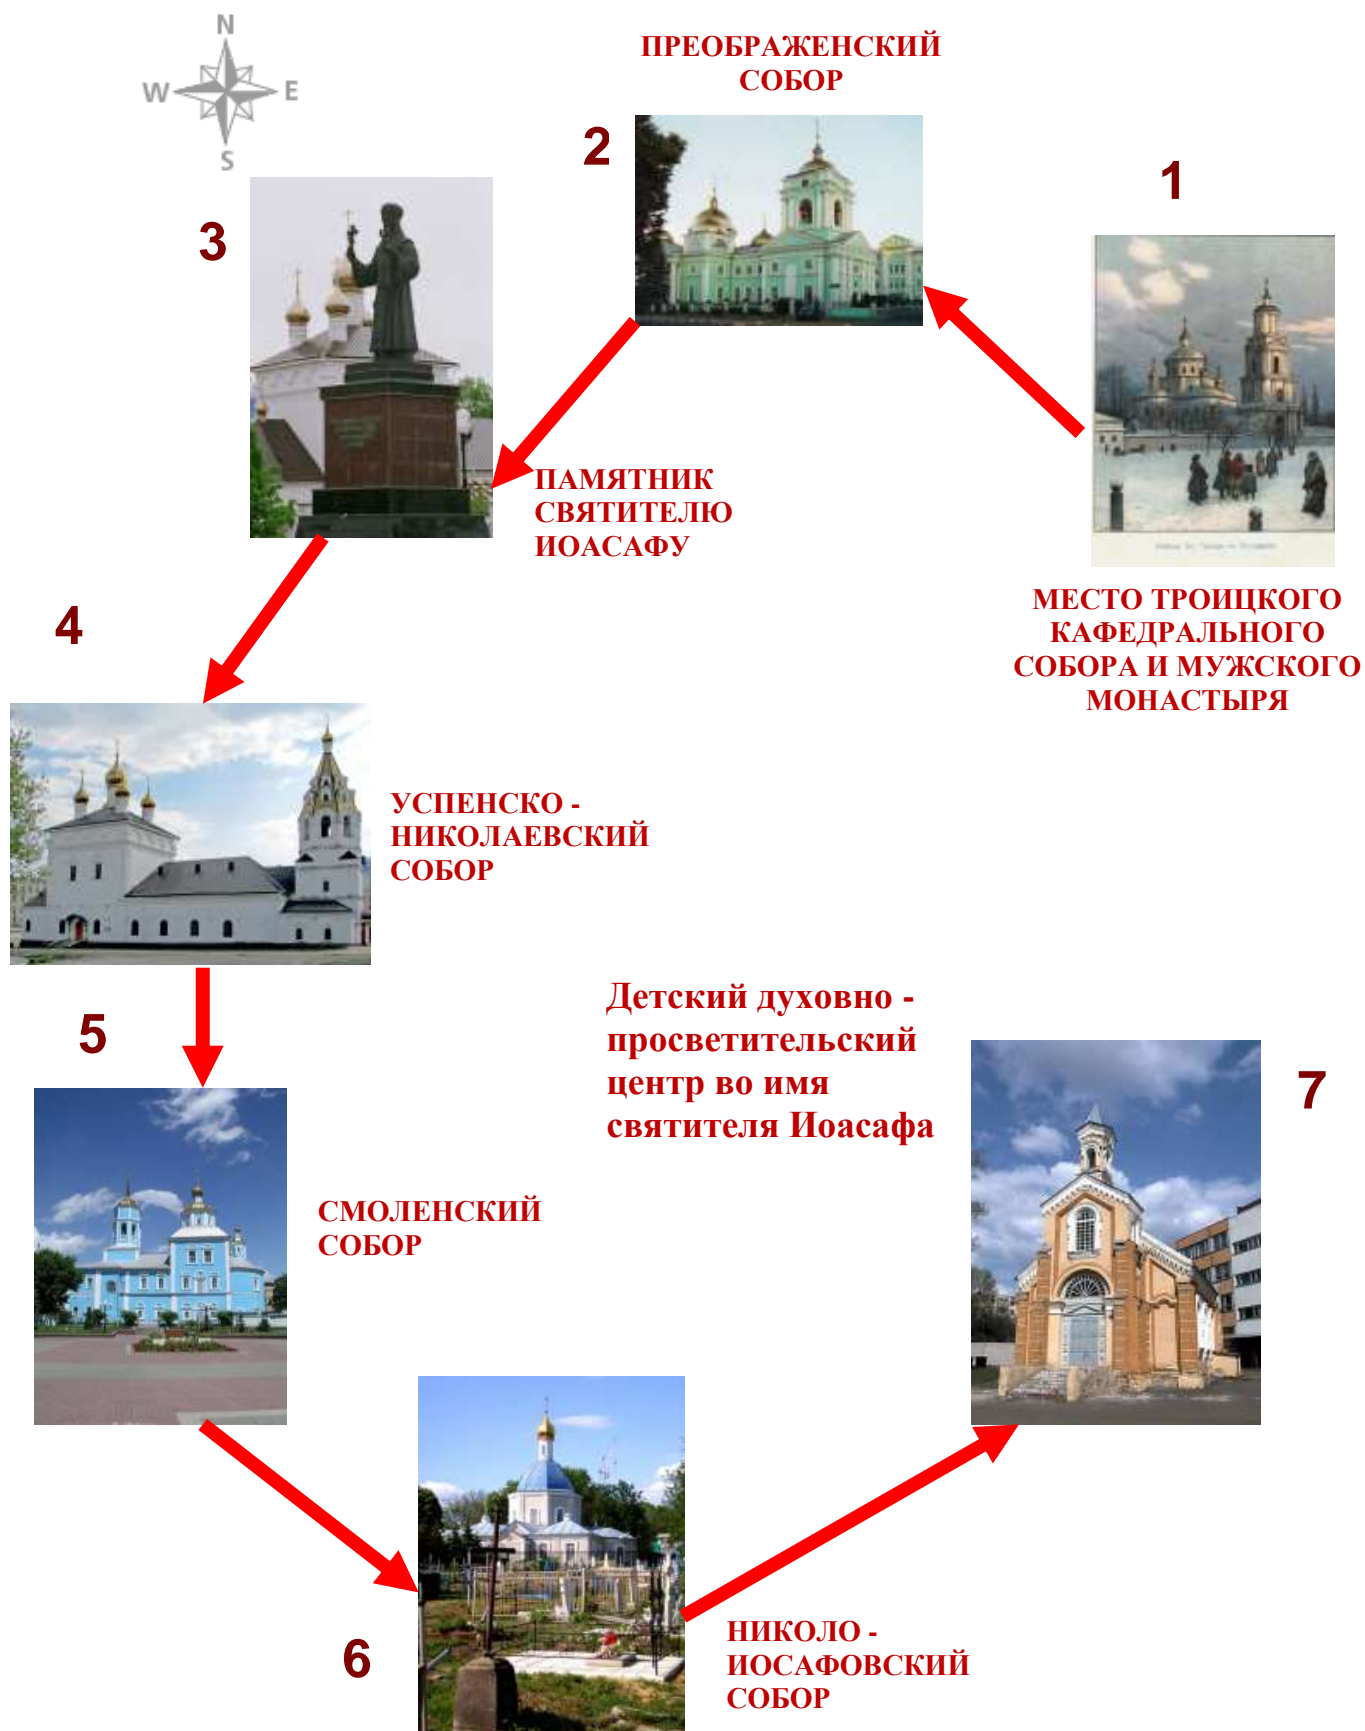 N
W E
S
ПРЕОБРАЖЕНСКИЙ
СОБОР
2
1
3
ПАМЯТНИК
СВЯТИТЕЛЮ
ИОАСАФУ
МЕСТО ТРОИЦКОГО
КАФЕДРАЛЬНОГО
СОБОРА И МУЖСКОГО
МОНАСТЫРЯ
4
УСПЕНСКО -
НИКОЛАЕВСКИЙ
СОБОР
5
Детский духовно -
просветительский
центр во имя
святителя Иоасафа
7
СМОЛЕНСКИЙ
СОБОР
6
НИКОЛО -
ИОСАФОВСКИЙ
СОБОР